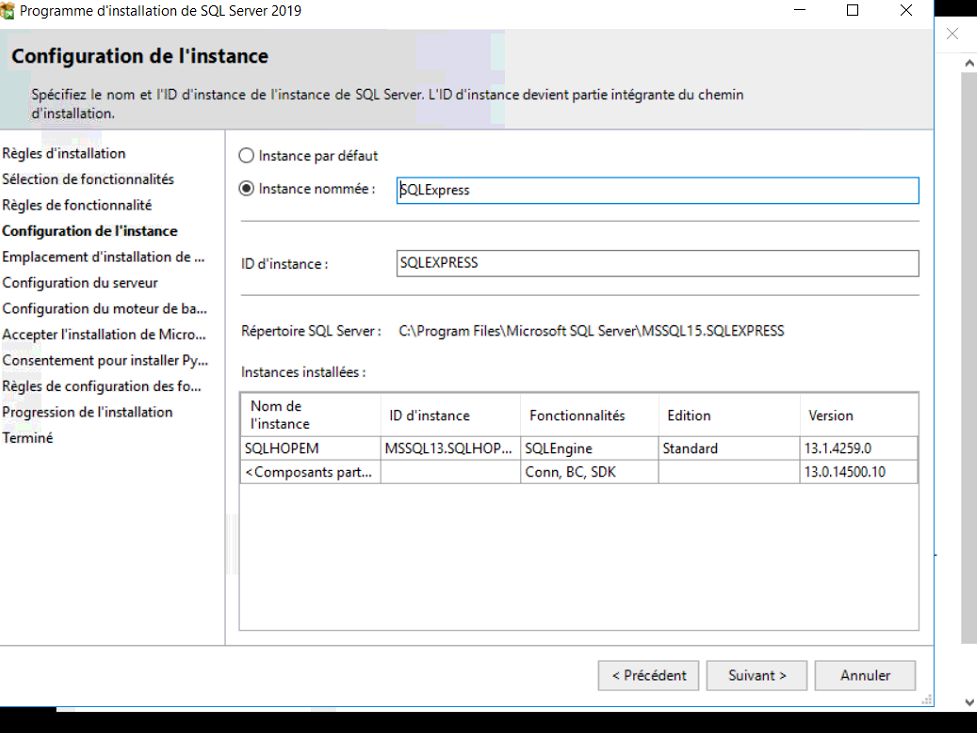 Programme d'installation de SQL Server 2019
Configuration de l'instance
Spécifiez le nom et l'ID d'instance de l'instance de SQL Server. L'ID d'instance devient partie intégrante du chemin
d'installation.
Règles d'installation
Sélection de fonctionnalités
Règles de fonctionnalité
Configuration de l'instance
Emplacement d'installation de ...
Configuration du serveur
Configuration du moteur de ba...
Accepter l'installation de Micro...
Consentement pour installer Py...
Règles de configuration des fo...
Progression de l'installation
Terminé
Instance par défaut
Instance nommée : SQLExpress
ID d'instance : SQLEXPRESS
Répertoire SQL Server : C:\Program Files\Microsoft SQL Server\MSSQL15.SQLEXPRESS
Instances installées :
Nom de
l'instance
ID d'instance Fonctionnalités Edition Version
SQLHOPEM MSSQL13.SQLHOP... SQLEngine Standard 13.1.4259.0
<Composants part... Conn, BC, SDK 13.0.14500.10
< Précédent Suivant > Annuler